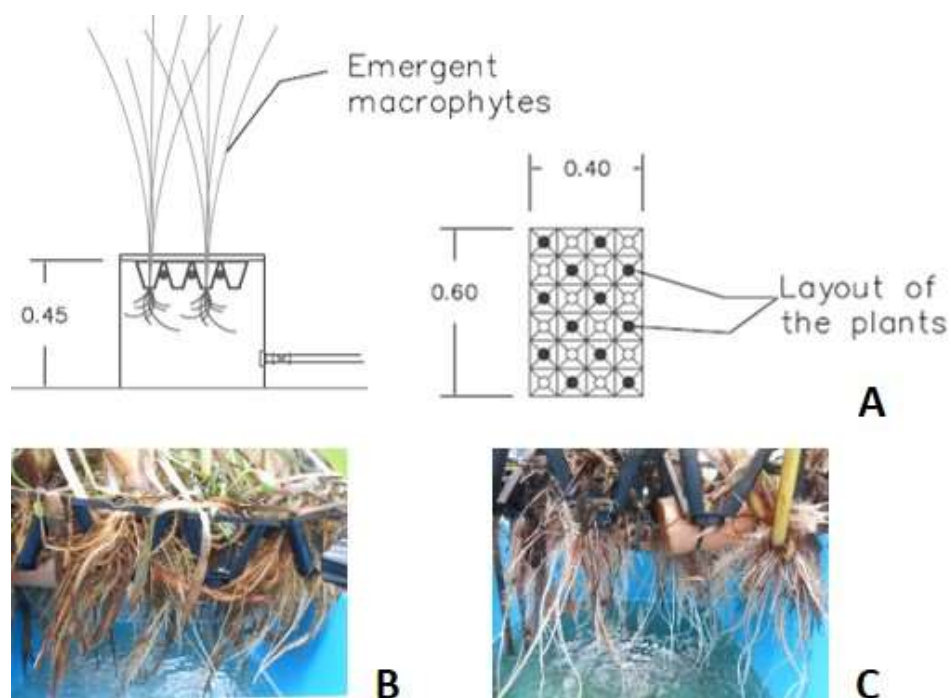 Emergent
macrophytes
0.45
0.40
0.60
Layout of
the plants
A
B
C